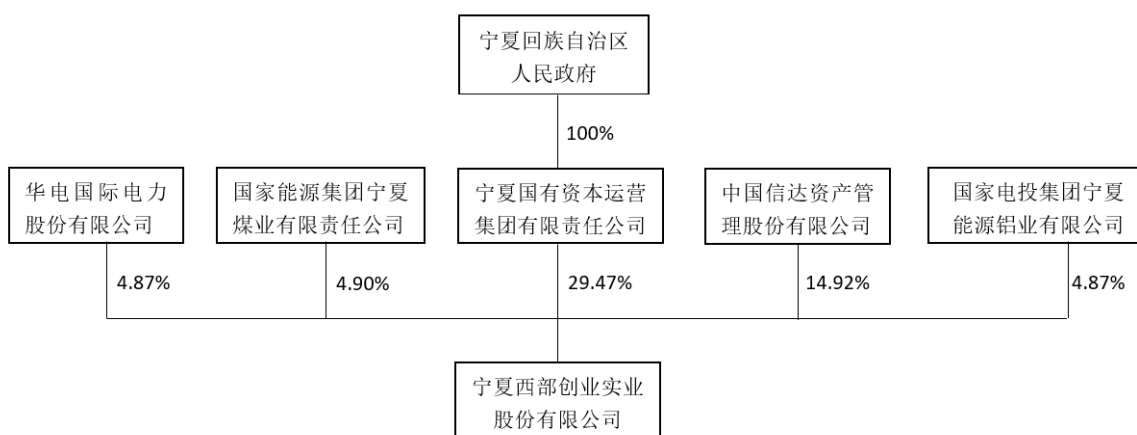 宁夏回族自治区
人民政府
100%
华电国际电力
股份有限公司
国家能源集团宁夏
煤业有限责任公司
宁夏国有资本运营
集团有限责任公司
中国信达资产管
理股份有限公司
国家电投集团宁夏
能源铝业有限公司
4.87%
4.90%
29.47%
14.92%
4.87%
宁夏西部创业实业
股份有限公司